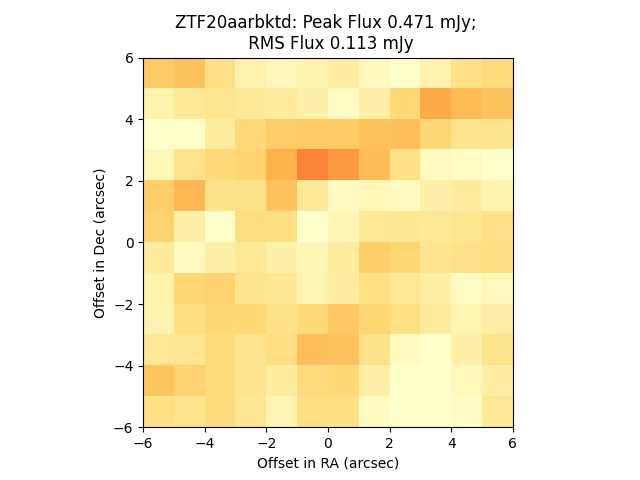 ZTF20aarbktd: Peak Flux 0.471 mJy;
RMS Flux 0.113 mJy
6
4
2
0
−2
−4
−6
Offset in Dec (arcsec)
−6 −4 −2 0 2 4 6
Offset in RA (arcsec)